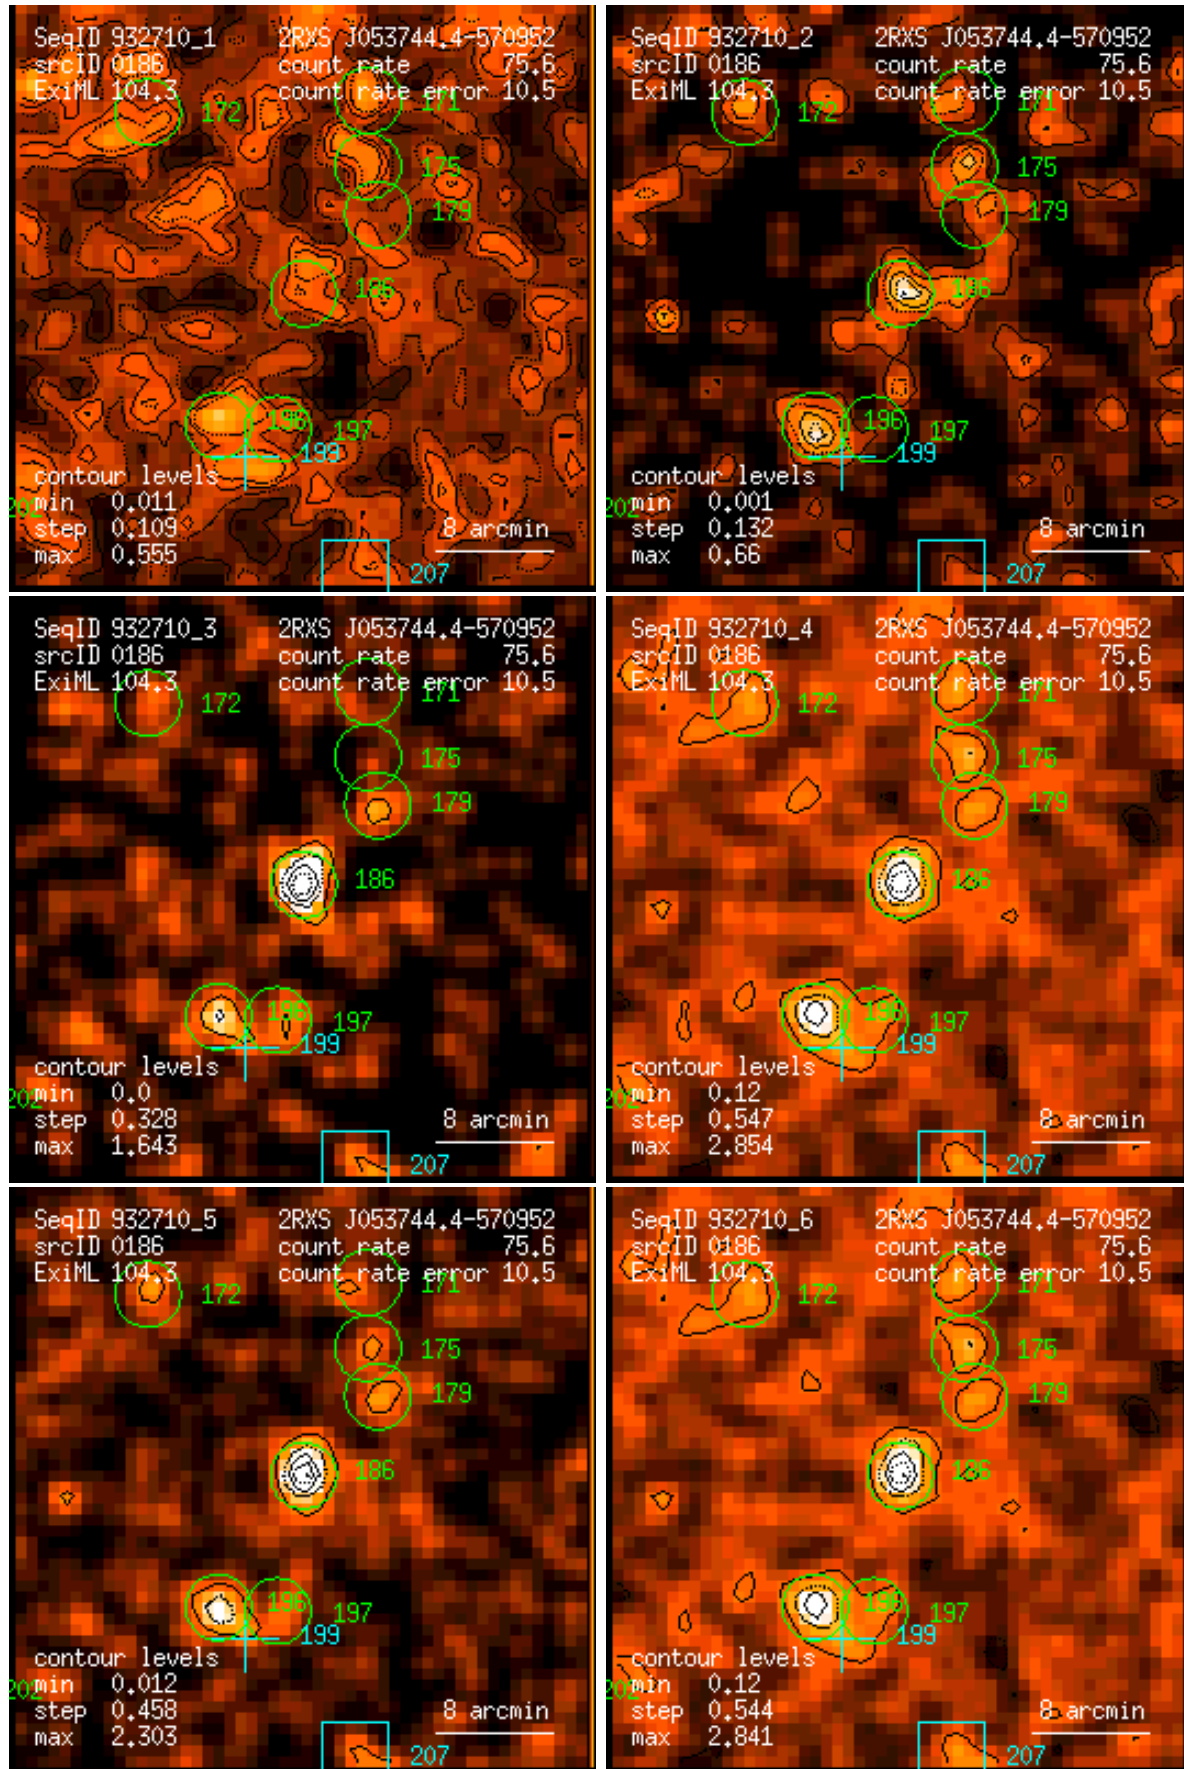 SeqID 932710_1 2RXS J053744.4-570952
srcID 0186 count rate 75.6
ExiML 104.3 count rate error 10.5
172 171
175
179
186
196 197
199
contour levels
202 min 0.011
step 0.109 8 arcmin
max 0.555
207
SeqID 932710_2 2RXS J053744.4-570952
srcID 0186 count rate 75.6
ExiML 104.3 count rate error 10.5
172 171
175
179
186
196 197
199
contour levels
202 min 0.001
step 0.132 8 arcmin
max 0.66
207
SeqID 932710_3 2RXS J053744.4-570952
srcID 0186 count rate 75.6
ExiML 104.3 count rate error 10.5
172 171
175
179
186
196 197
199
contour levels
202 min 0.0
step 0.328 8 arcmin
max 1.643
207
SeqID 932710_4 2RXS J053744.4-570952
srcID 0186 count rate 75.6
ExiML 104.3 count rate error 10.5
172 171
175
179
186
196 197
199
contour levels
202 min 0.12
step 0.547 8 arcmin
max 2.854
207
SeqID 932710_5 2RXS J053744.4-570952
srcID 0186 count rate 75.6
ExiML 104.3 count rate error 10.5
172 171
175
179
186
196 197
199
contour levels
202 min 0.012
step 0.458 8 arcmin
max 2.303
207
SeqID 932710_6 2RXS J053744.4-570952
srcID 0186 count rate 75.6
ExiML 104.3 count rate error 10.5
172 171
175
179
186
196 197
199
contour levels
202 min 0.12
step 0.544 8 arcmin
max 2.841
207